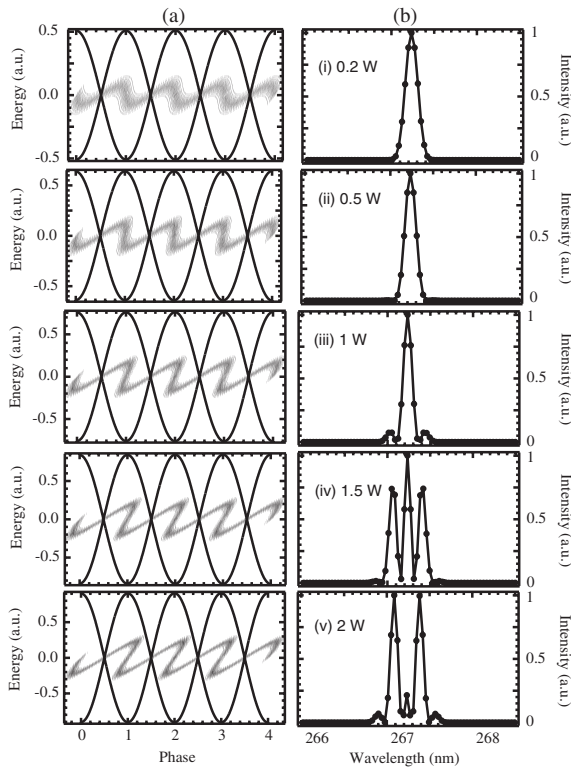 (a)
(b)
Energy (a.u.)
0.5
0.0
-0.5
(i) 0.2 W
1
0.5
0
Intensity (a.u.)
Energy (a.u.)
0.5
0.0
-0.5
(ii) 0.5 W
1
0.5
0
Intensity (a.u.)
Energy (a.u.)
0.5
0.0
-0.5
(iii) 1 W
1
0.5
0
Intensity (a.u.)
Energy (a.u.)
0.5
0.0
-0.5
(iv) 1.5 W
1
0.5
0
Intensity (a.u.)
Energy (a.u.)
0.5
0.0
-0.5
(v) 2 W
1
0.5
0
Intensity (a.u.)
0 1 2 3 4
Phase
266 267 268
Wavelength (nm)